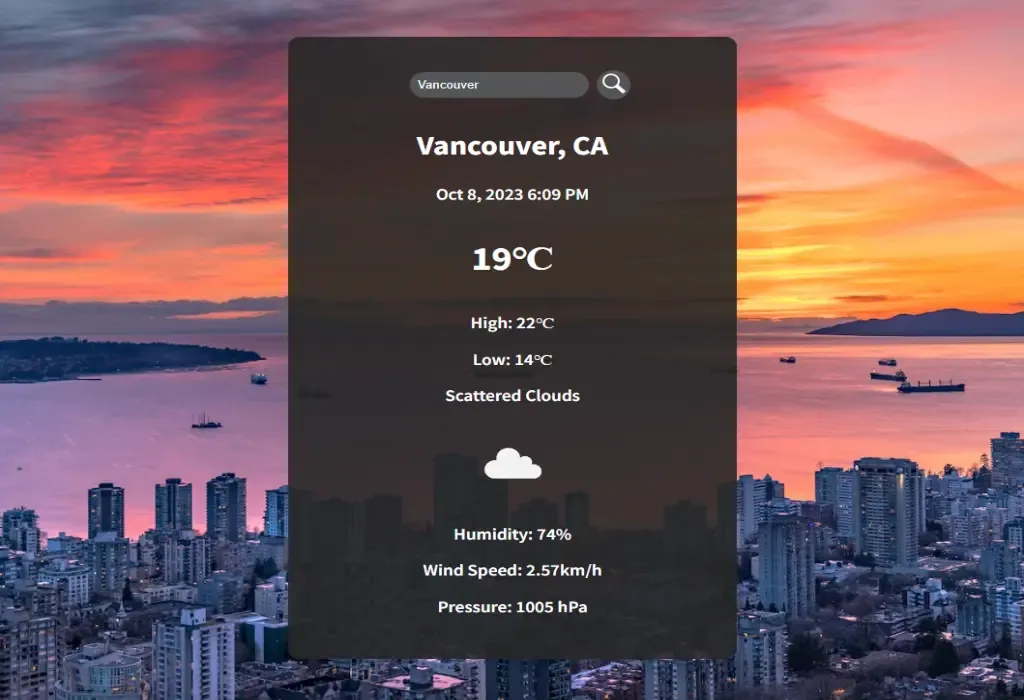 Vancouver
Vancouver, CA
Oct 8, 2023 6:09 PM
19℃
High: 22℃
Low: 14℃
Scattered Clouds
Humidity: 74%
Wind Speed: 2.57km/h
Pressure: 1005 hPa